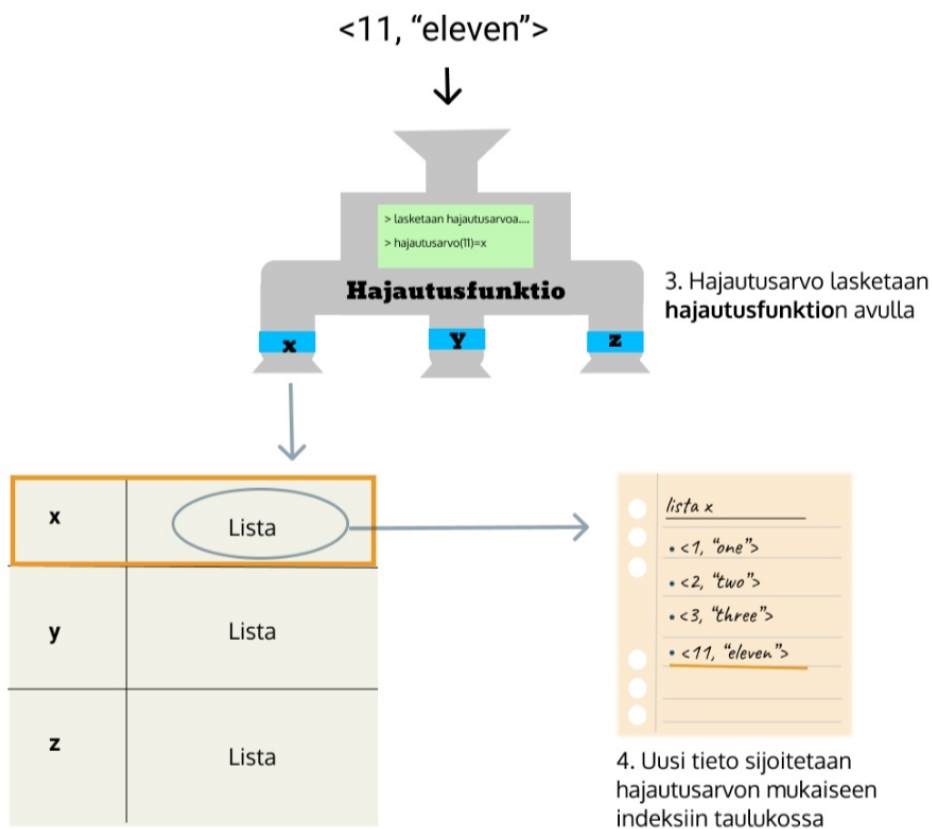 <11, “eleven”>
> lasketaan hajautusarvoa....
> hajautusarvo(11)=x
Hajautusfunktio
x
Y
z
3. Hajautusarvo lasketaan
hajautusfunktion avulla
x
Lista
y
Lista
z
Lista
lista x
• <1, “one”>
• <2, “two”>
• <3, “three”>
• <11, “eleven”>
4. Uusi tieto sijoitetaan
hajautusarvon mukaiseen
indeksiin taulukossa